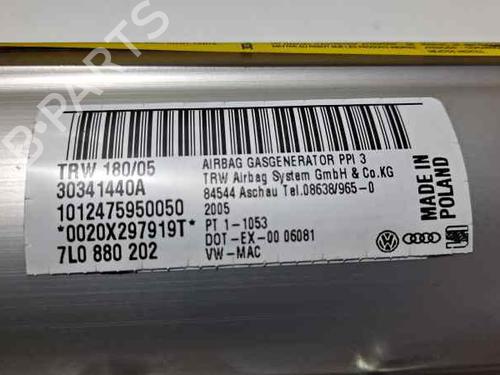 TRW 180/05
30341440A
1012475950050
*0020X297919T*
7L0 880 202
AIRBAG GASGENERATOR PPI 3
TRW Airbag System GmbH & Co.KG
84544 Aschau Tel.08638/965-0
2005
PT 1-1053
DOT-EX-00 06081
VW-MAC
MADE IN
POLAND
B-PARTS